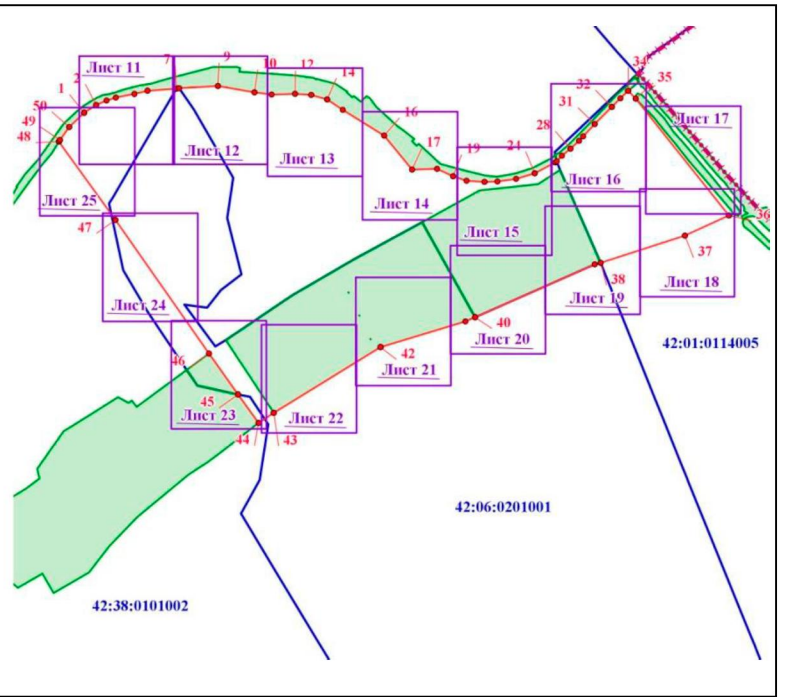 7
9
10
12
14
34
35
Лист 11
2
1
50
49
48
32
31
28
16
17
19
24
Лист 17
Лист 12
Лист 13
Лист 16
Лист 14
Лист 25
47
Лист 15
36
37
Лист 18
38
Лист 19
Лист 24
40
Лист 20
42:01:0114005
42
Лист 21
46
45
Лист 23
Лист 22
44
43
42:06:0201001
42:38:0101002